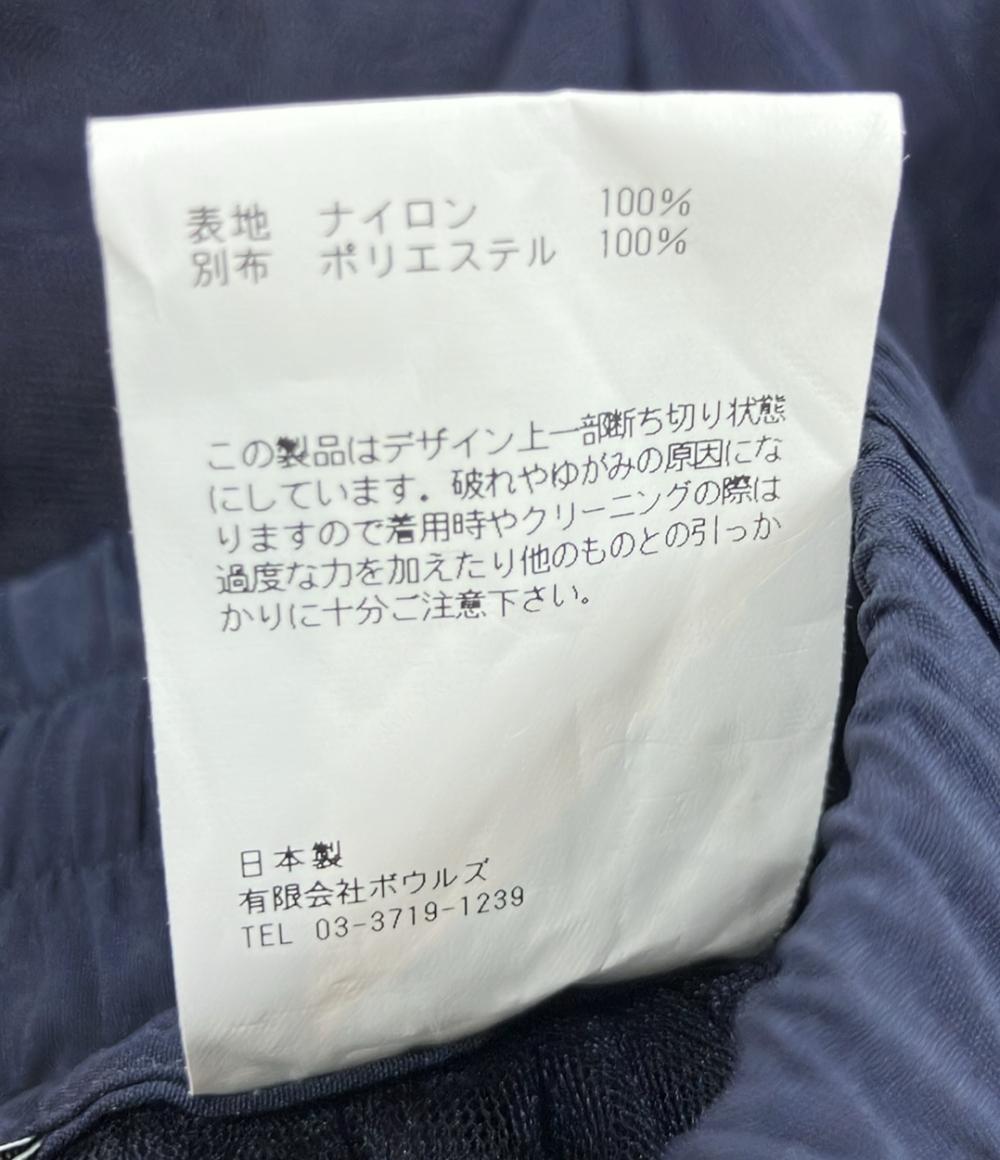 表地 ナイロン 100%
別布 ポリエステル 100%
この製品はデザイン上一部断ち切り状態
にしています。破れやゆがみの原因にな
りますので着用時やクリーニングの際は
過度な力を加えたり他のものとの引っか
かりに十分ご注意下さい。
日本製
有限会社ボウルズ
TEL 03-3719-1239